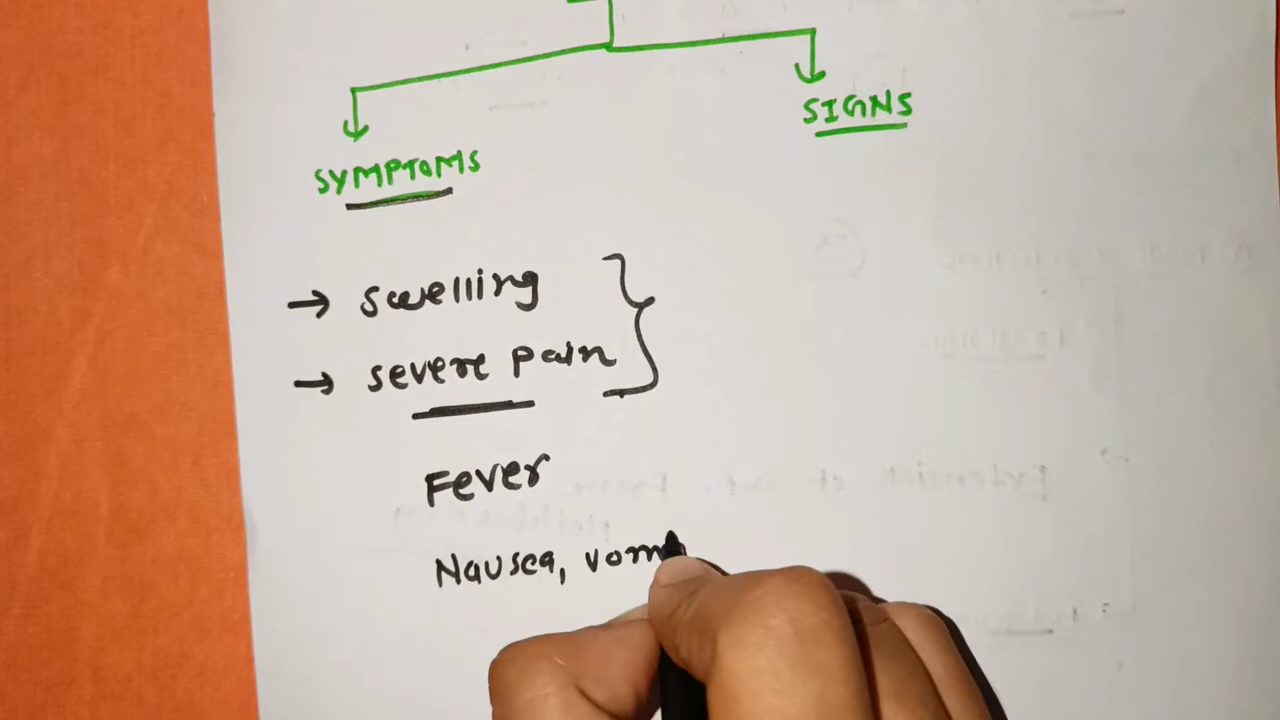 SIGNS
SYMPTOMS
→ swelling
→ severe pain
Fever
Nausea, vom